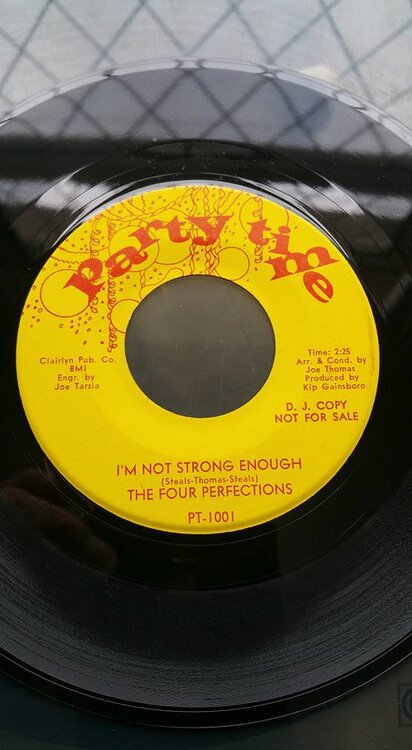 party time
Clairlyn Pub. Co.
BMI
Engr. by
Joe Tarsia
Time: 2:25
Arr. & Cond. by
Joe Thomas
Produced by
Kip Gainsboro
D. J. COPY
NOT FOR SALE
I'M NOT STRONG ENOUGH
(Steals-Thomas-Steals)
THE FOUR PERFECTIONS
PT-1001